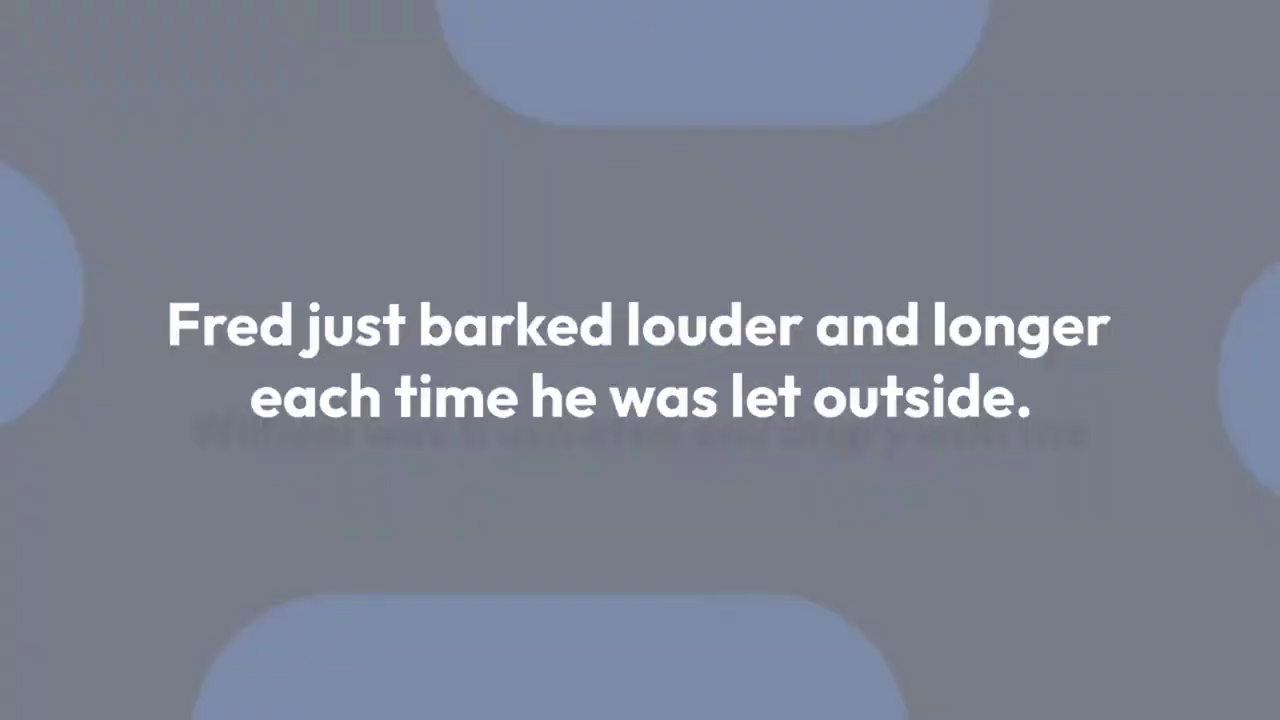 Fred just barked louder and longer
each time he was let outside.